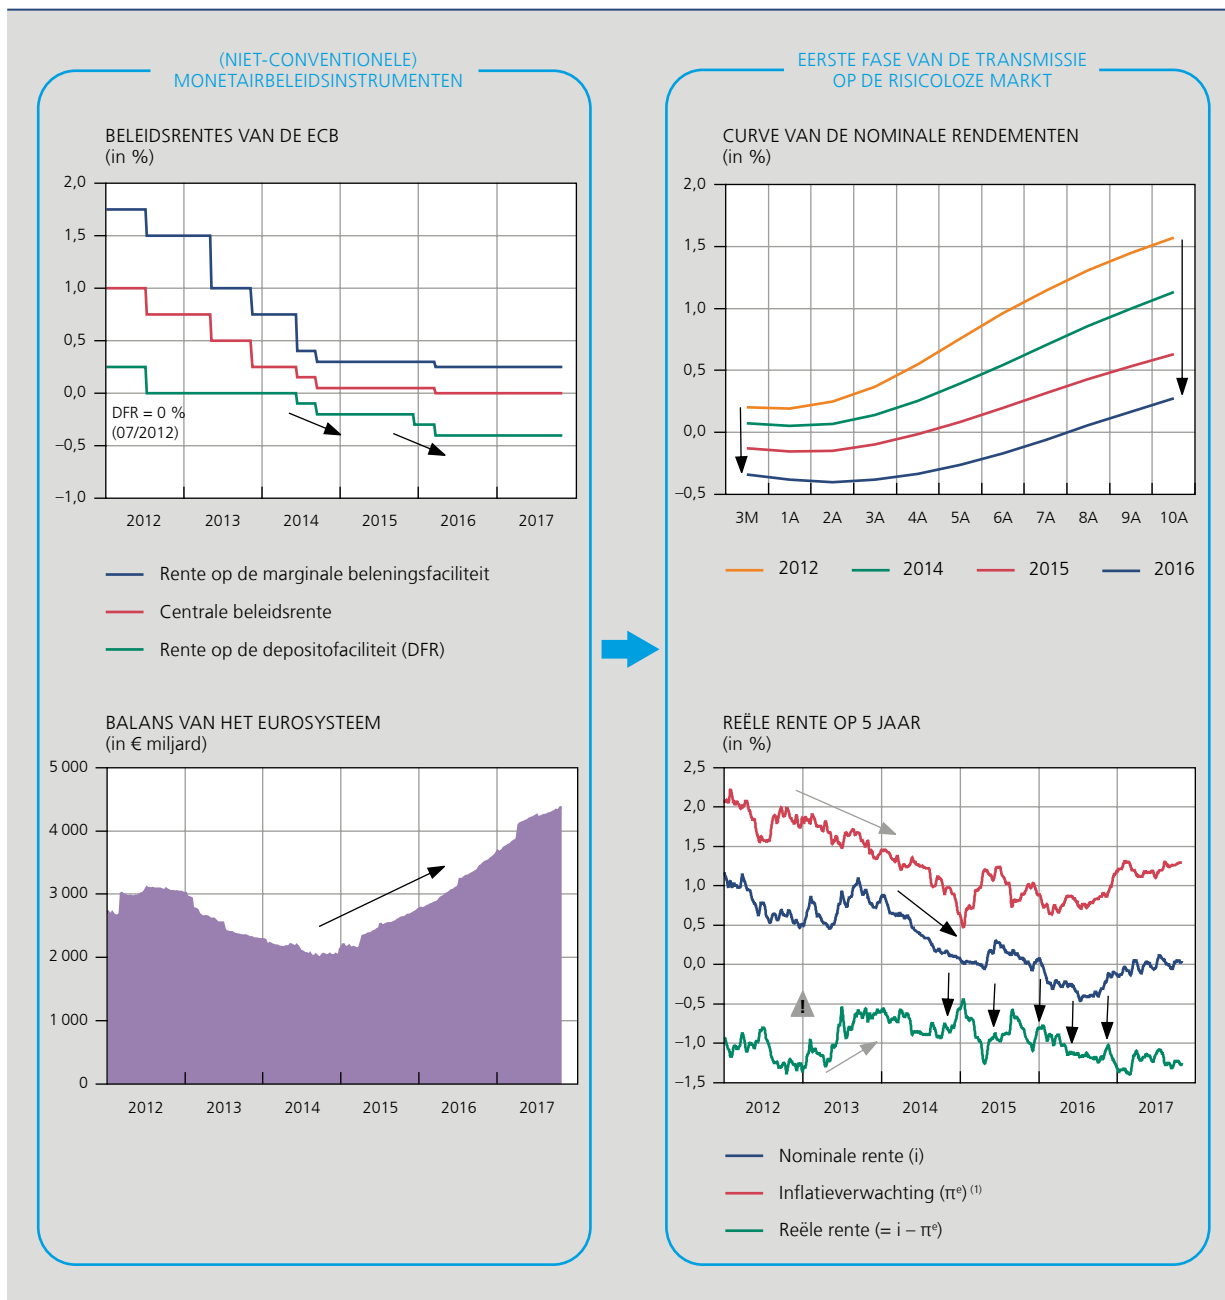 (NIET-CONVENTIONELE)
MONETAIRBELEIDSINSTRUMENTEN
BELEIDSRENTES VAN DE ECB
(in %)
2,0
1,5
1,0
0,5
0,0
–0,5
–1,0
DFR = 0 %
(07/2012)
2012 2013 2014 2015 2016 2017
Rente op de marginale beleningsfaciliteit
Centrale beleidsrente
Rente op de depositofaciliteit (DFR)
BALANS VAN HET EUROSYSTEEM
(in € miljard)
5 000
4 000
3 000
2 000
1 000
0
2012 2013 2014 2015 2016 2017
EERSTE FASE VAN DE TRANSMISSIE
OP DE RISICOLOZE MARKT
CURVE VAN DE NOMINALE RENDEMENTEN
(in %)
2,0
1,5
1,0
0,5
0,0
–0,5
3M 1A 2A 3A 4A 5A 6A 7A 8A 9A 10A
2012 2014 2015 2016
REËLE RENTE OP 5 JAAR
(in %)
2,5
2,0
1,5
1,0
0,5
0,0
–0,5
–1,0
–1,5
!
2012 2013 2014 2015 2016 2017
Nominale rente (i)
Inflatieverwachting (πᵉ) ⁽¹⁾
Reële rente (= i – πᵉ)